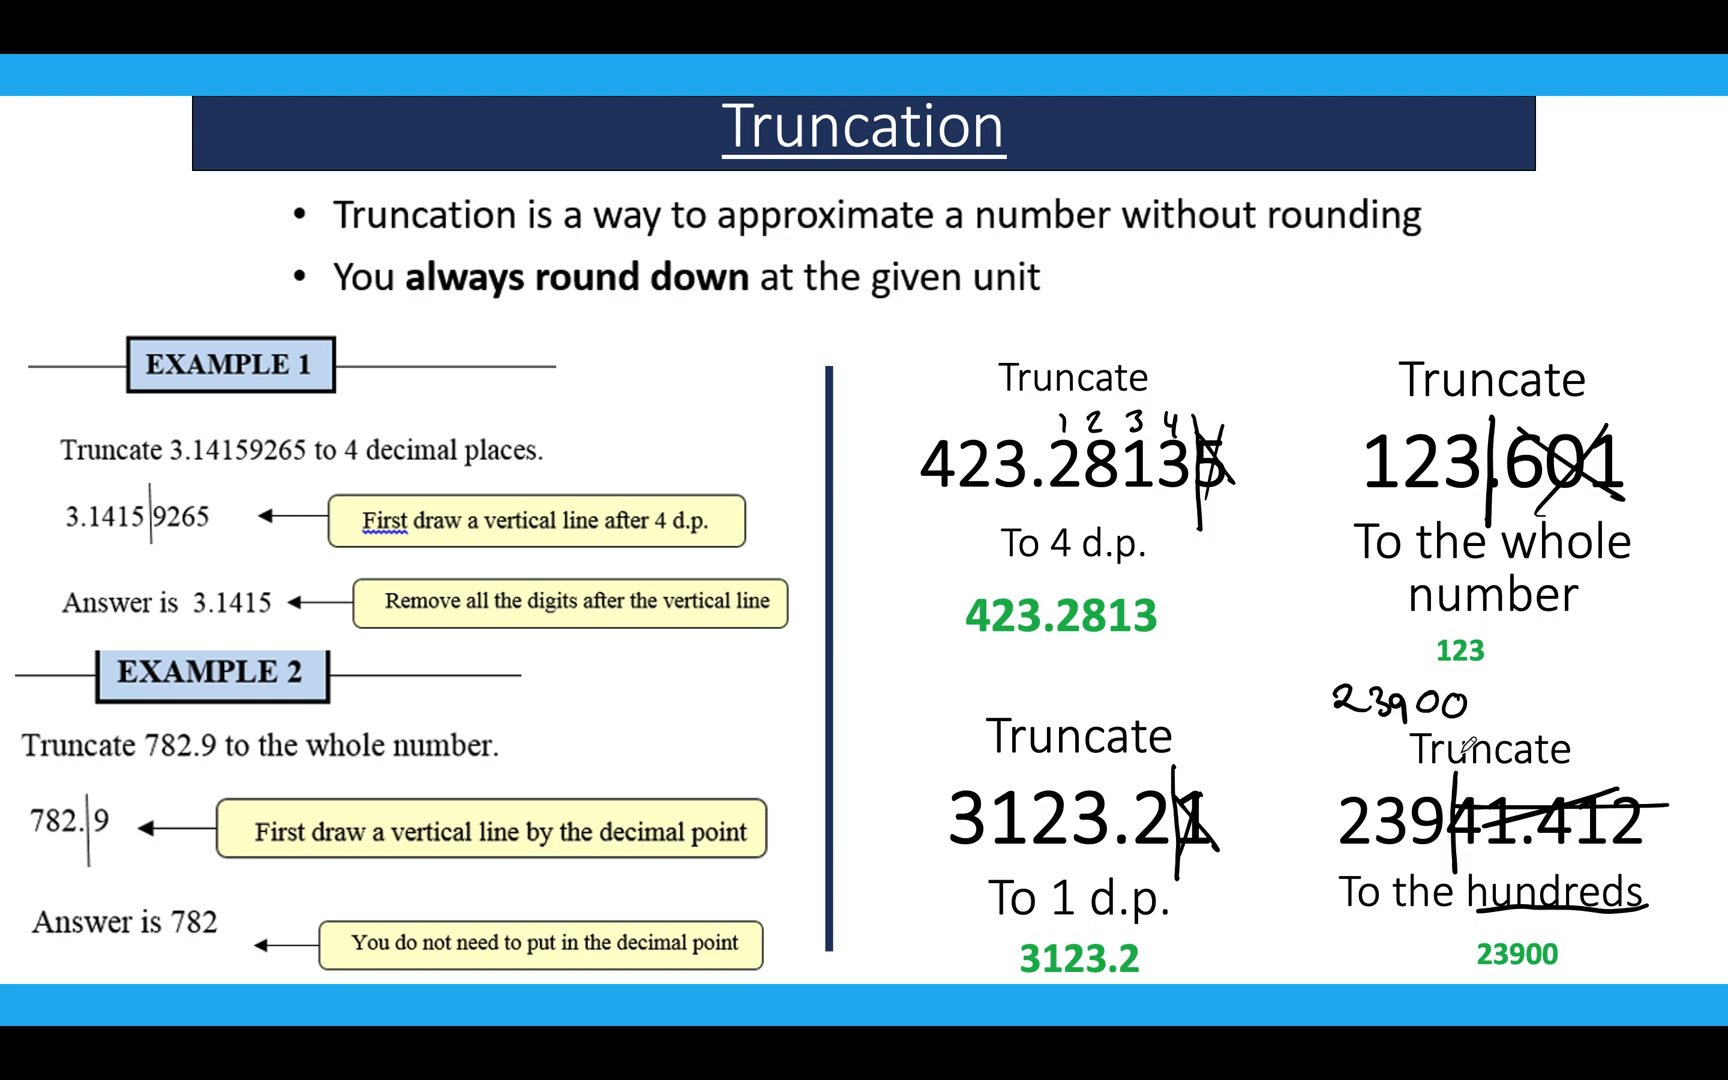 Truncation
• Truncation is a way to approximate a number without rounding
• You always round down at the given unit
EXAMPLE 1
Truncate 3.14159265 to 4 decimal places.
3.1415|9265
First draw a vertical line after 4 d.p.
Answer is 3.1415
Remove all the digits after the vertical line
EXAMPLE 2
Truncate 782.9 to the whole number.
782.|9
First draw a vertical line by the decimal point
Answer is 782
You do not need to put in the decimal point
Truncate
1 2 3 4
423.28135
To 4 d.p.
423.2813
Truncate
123.601
To the whole
number
123
Truncate
3123.21
To 1 d.p.
3123.2
23900
Truncate
23941.412
To the hundreds
23900